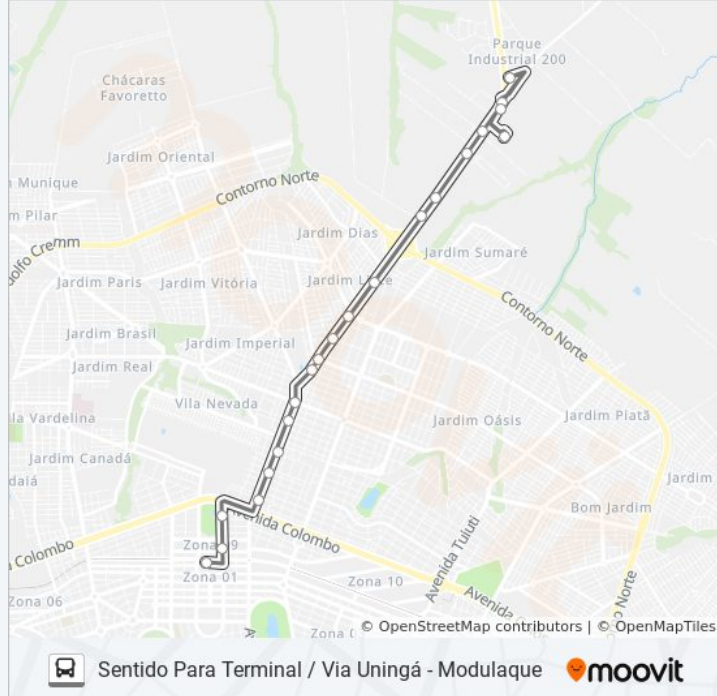 Parque
Industrial 200
Chácaras
Favoretto
Jardim Oriental
Munique
Contorno Norte
Pilar
Jardim Dias
Jardim Sumaré
Jardim Paris
Jardim Vitória
Contorno Norte
Jardim Brasil
Jardim Imperial
Jardim Real
Vila Nevada
Jardim Oásis
Jardim Piatã
Vardelina
Jardim Canadá
Jardim
Bom Jardim
Avenida Colombo
Colombo
Avenida Tuiuti
Zona 01
Zona 10
Zona 06
Avenida
Norte
© OpenStreetMap contributors | © OpenMapTiles
Sentido Para Terminal / Via Uningá - Modulaque
moovit